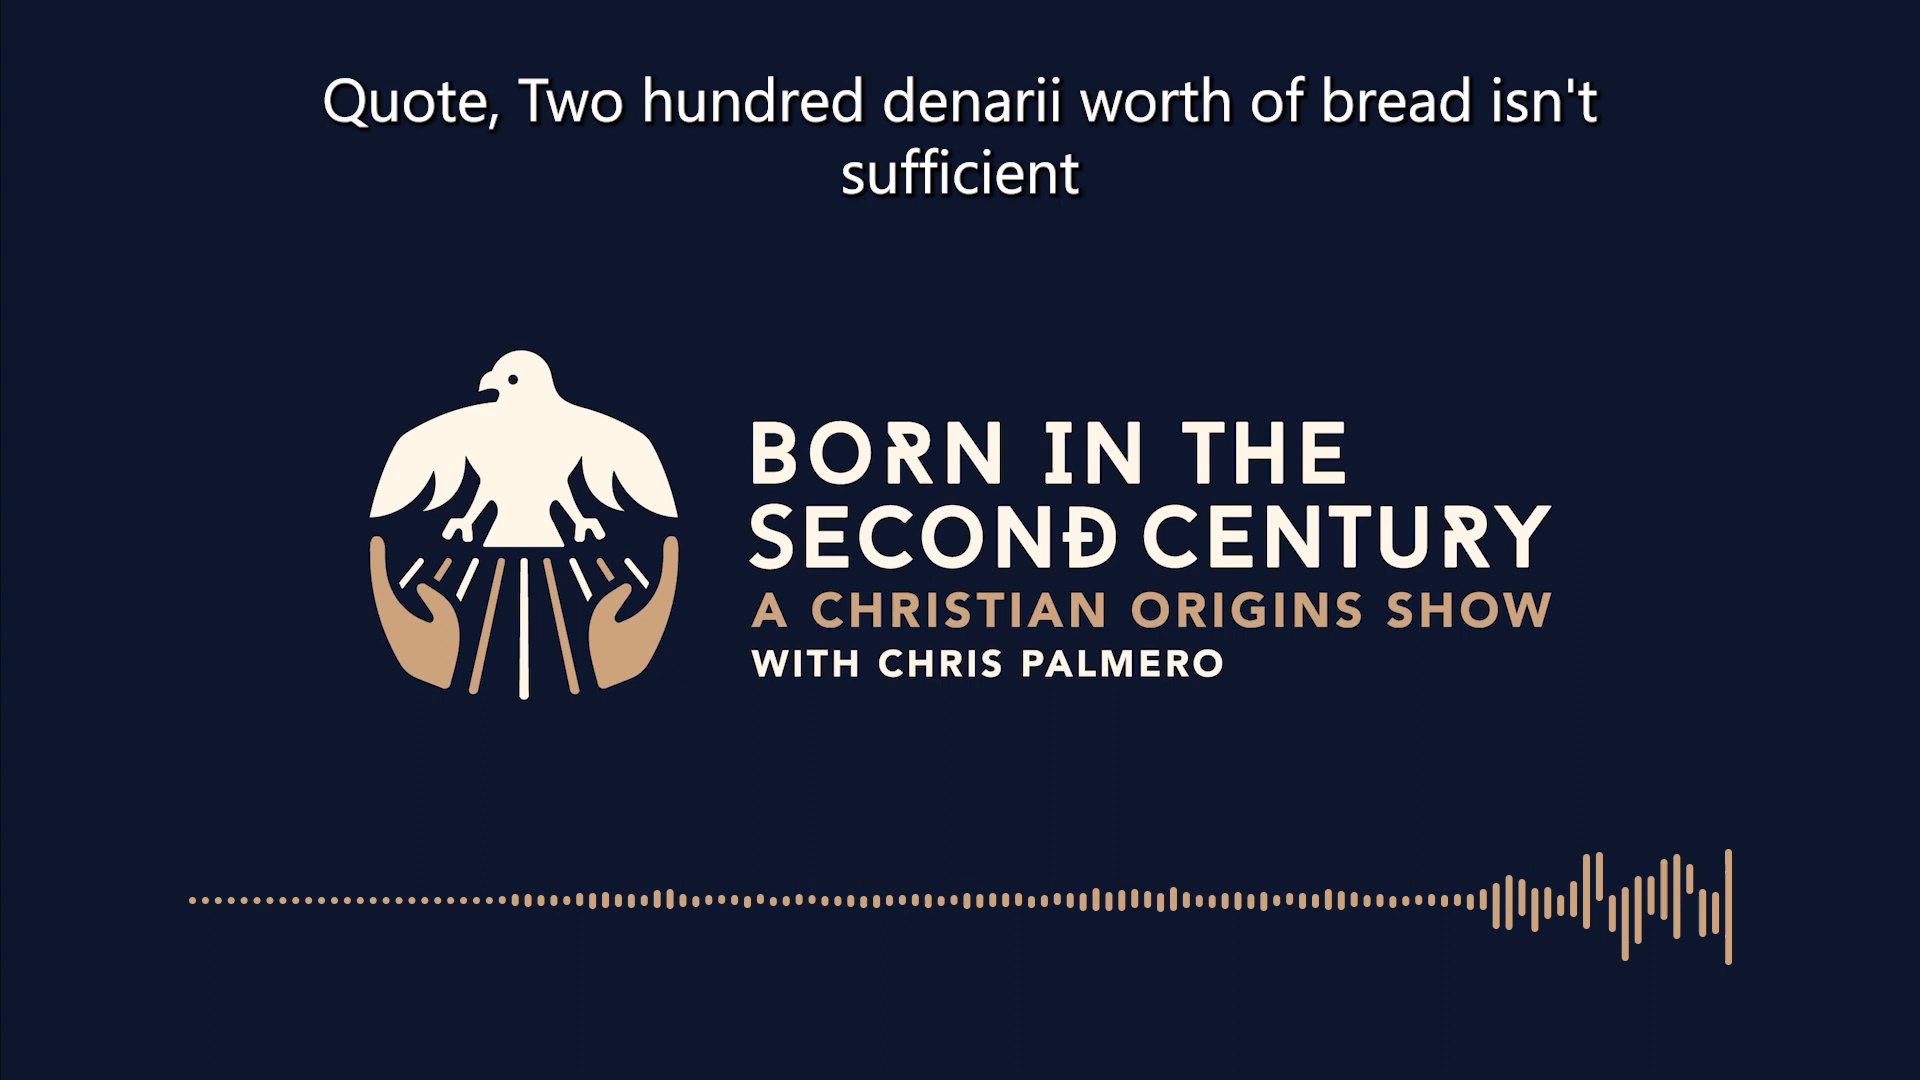 Quote, Two hundred denarii worth of bread isn't
sufficient
BORN IN THE
SECOND CENTURY
A CHRISTIAN ORIGINS SHOW
WITH CHRIS PALMERO